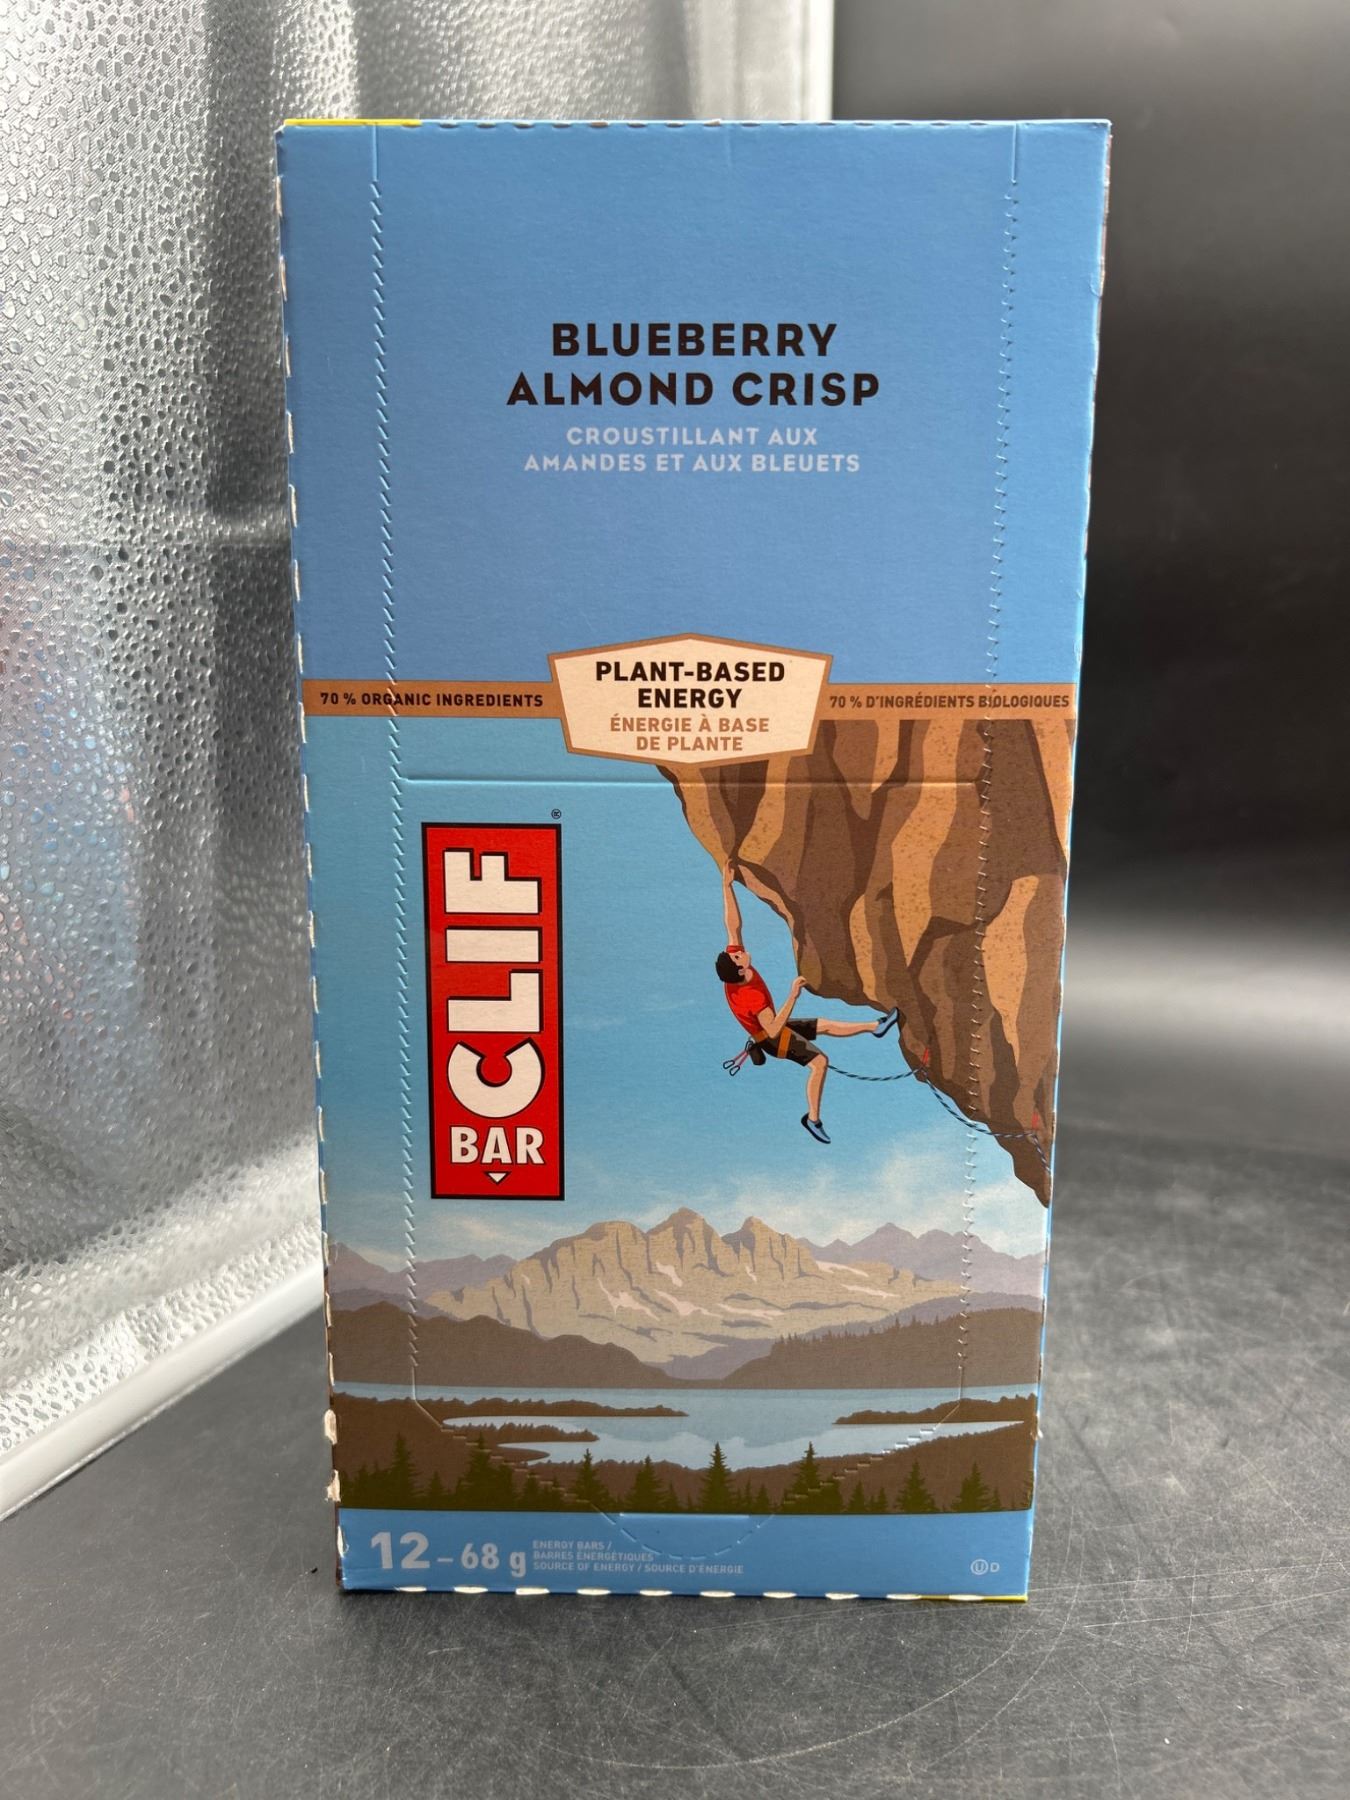 BLUEBERRY
ALMOND CRISP
CROUSTILLANT AUX
AMANDES ET AUX BLEUETS
70 % ORGANIC INGREDIENTS
PLANT-BASED
ENERGY
ÉNERGIE À BASE
DE PLANTE
70 % D'INGRÉDIENTS BIOLOGIQUES
CLIF®
BAR
12 – 68 g
ENERGY BARS /
BARRES ÉNERGÉTIQUES
SOURCE OF ENERGY / SOURCE D'ÉNERGIE
Ⓤ D